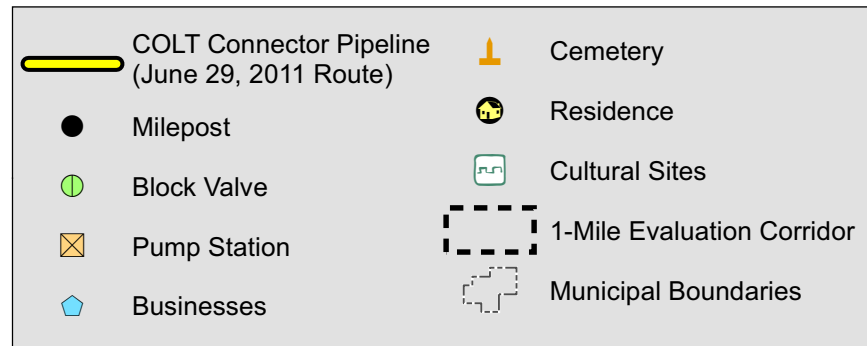 COLT Connector Pipeline
(June 29, 2011 Route)
Milepost
Block Valve
Pump Station
Businesses
Cemetery
Residence
Cultural Sites
1-Mile Evaluation Corridor
Municipal Boundaries